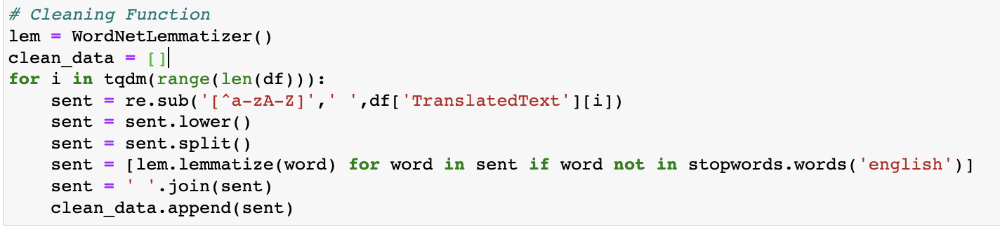 # Cleaning Function
lem = WordNetLemmatizer()
clean_data = []
for i in tqdm(range(len(df))):
    sent = re.sub('[^a-zA-Z]',' ',df['TranslatedText'][i])
    sent = sent.lower()
    sent = sent.split()
    sent = [lem.lemmatize(word) for word in sent if word not in stopwords.words('english')]
    sent = ' '.join(sent)
    clean_data.append(sent)